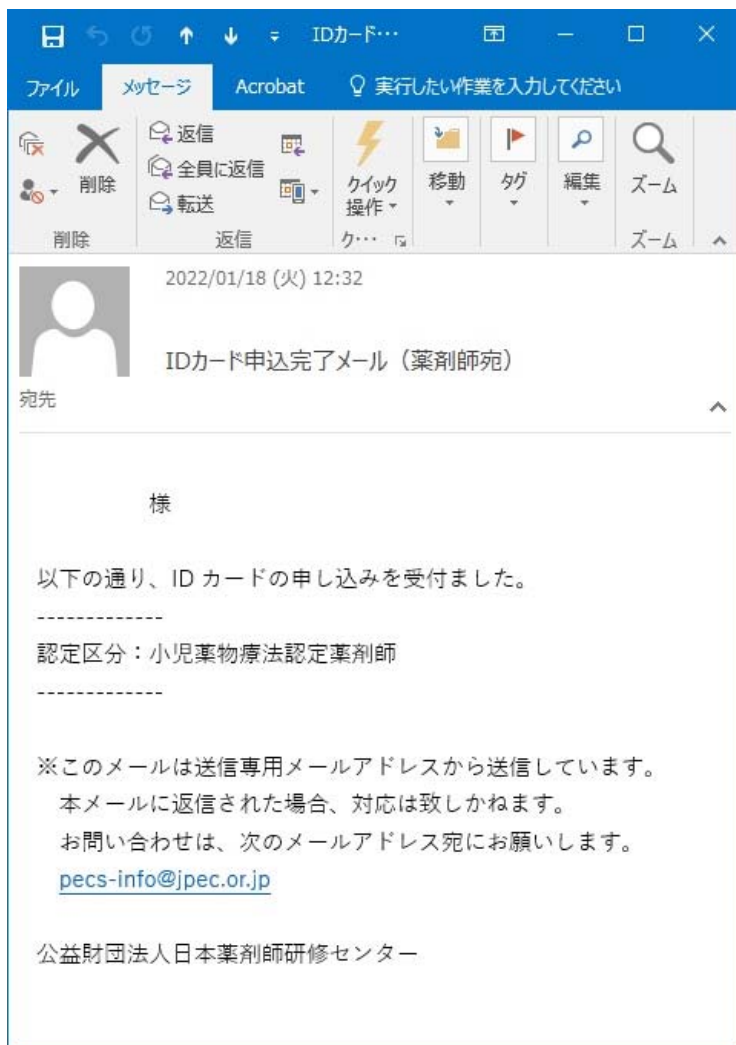 IDカード…
ファイル メッセージ Acrobat 実行したい作業を入力してください
削除
返信
全員に返信
転送
クイック
操作
移動
タグ
編集
ズーム
削除 返信 ク… ズーム
2022/01/18 (火) 12:32
IDカード申込完了メール（薬剤師宛）
宛先
様
以下の通り、ID カードの申し込みを受付ました。
-------------
認定区分：小児薬物療法認定薬剤師
-------------
※このメールは送信専用メールアドレスから送信しています。
本メールに返信された場合、対応は致しかねます。
お問い合わせは、次のメールアドレス宛にお願いします。
pecs-info@jpec.or.jp
公益財団法人日本薬剤師研修センター